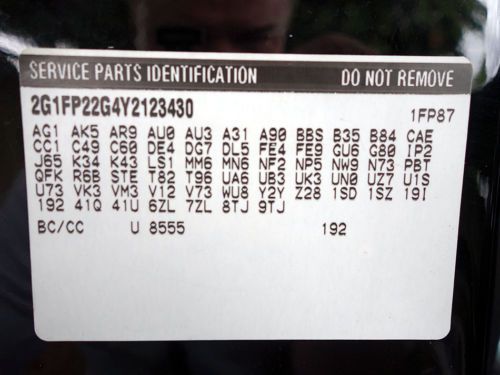 SERVICE PARTS IDENTIFICATION DO NOT REMOVE
2G1FP22G4Y2123430 1FP87
AG1 AK5 AR9 AU0 AU3 A31 A90 BBS B35 B84 CAE
CC1 C49 C60 DE4 DG7 DL5 FE4 FE9 GU6 G80 IP2
J65 K34 K43 LS1 MM6 MN6 NF2 NP5 NW9 N73 PBT
QFK R6B STE T82 T96 UA6 UB3 UK3 UN0 UZ7 U1S
U73 VK3 VM3 V12 V73 WU8 Y2Y Z28 1SD 1SZ 19I
192 41Q 41U 6ZL 7ZL 8TJ 9TJ
BC/CC U 8555 192